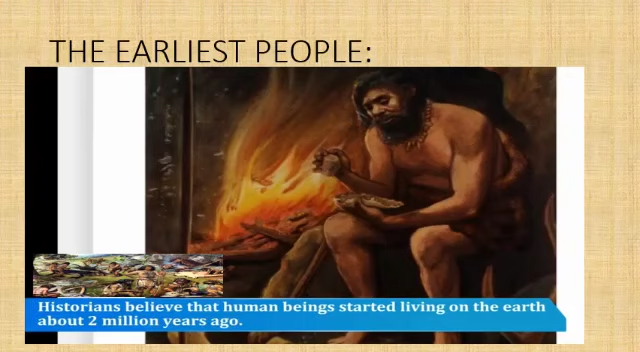 THE EARLIEST PEOPLE:
Historians believe that human beings started living on the earth
about 2 million years ago.